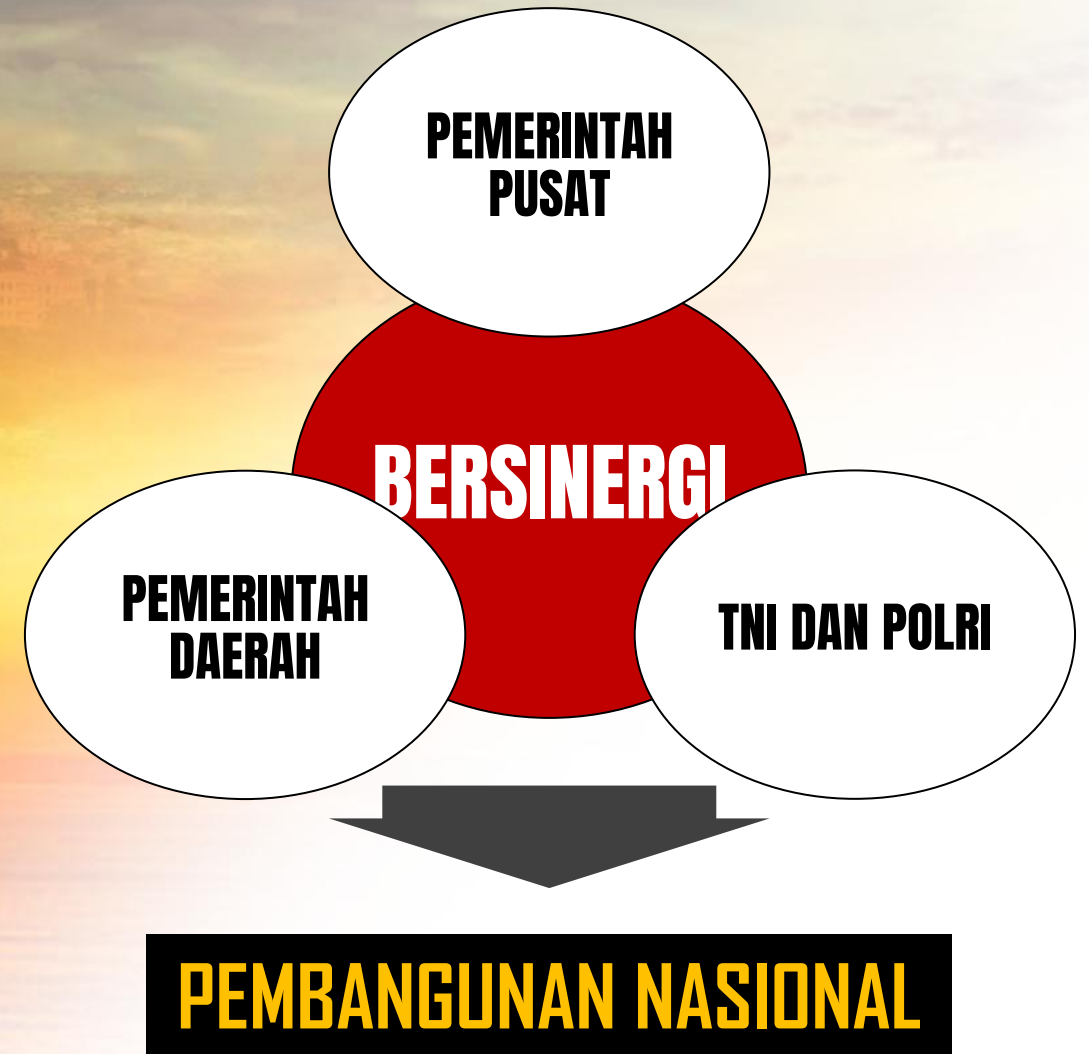 PEMERINTAH
PUSAT
BERSINERGI
PEMERINTAH
DAERAH
TNI DAN POLRI
PEMBANGUNAN NASIONAL